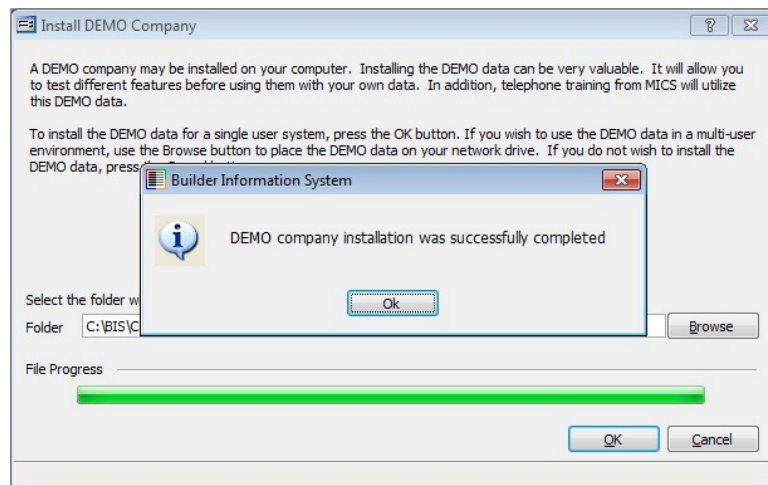 Install DEMO Company
A DEMO company may be installed on your computer. Installing the DEMO data can be very valuable. It will allow you
to test different features before using them with your own data. In addition, telephone training from MICS will utilize
this DEMO data.
To install the DEMO data for a single user system, press the OK button. If you wish to use the DEMO data in a multi-user
environment, use the Browse button to place the DEMO data on your network drive. If you do not wish to install the
DEMO data, press
Builder Information System
DEMO company installation was successfully completed
Ok
Select the folder w
Folder C:\BIS\C Browse
File Progress
OK Cancel